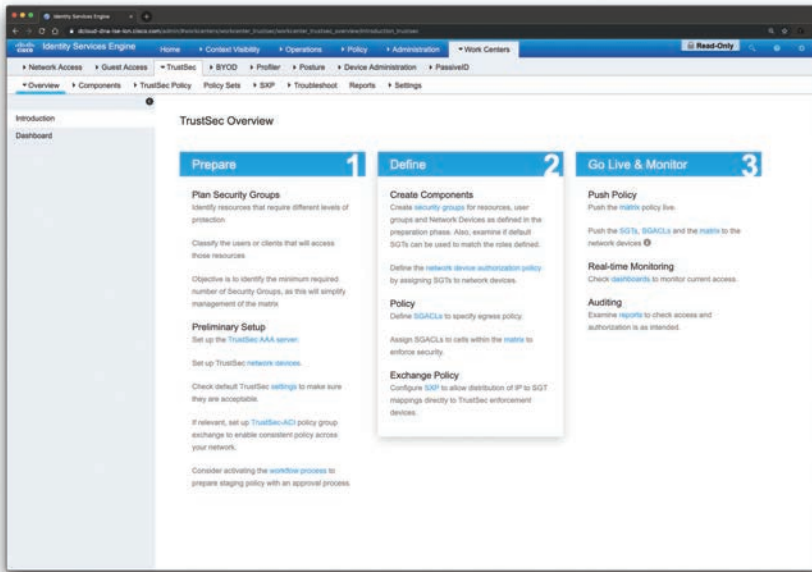 Identity Services Engine
dcloud-dna-ise-lon.cisco.com/admin/#workcenters/workcenter_trustsec/workcenter_trustsec_overview/introduction_trustsec
CISCO Identity Services Engine Home Context Visibility Operations Policy Administration Work Centers Read-Only
Network Access Guest Access TrustSec BYOD Profiler Posture Device Administration PassiveID
Overview Components TrustSec Policy Policy Sets SXP Troubleshoot Reports Settings
Introduction
Dashboard
TrustSec Overview
Prepare 1
Plan Security Groups
Identify resources that require different levels of
protection
Classify the users or clients that will access
those resources
Objective is to identify the minimum required
number of Security Groups, as this will simplify
management of the matrix
Preliminary Setup
Set up the TrustSec AAA server.
Set up TrustSec network devices.
Check default TrustSec settings to make sure
they are acceptable.
If relevant, set up TrustSec-ACI policy group
exchange to enable consistent policy across
your network.
Consider activating the workflow process to
prepare staging policy with an approval process.
Define 2
Create Components
Create security groups for resources, user
groups and Network Devices as defined in the
preparation phase. Also, examine if default
SGTs can be used to match the roles defined.
Define the network device authorization policy
by assigning SGTs to network devices.
Policy
Define SGACLs to specify egress policy.
Assign SGACLs to cells within the matrix to
enforce security.
Exchange Policy
Configure SXP to allow distribution of IP to SGT
mappings directly to TrustSec enforcement
devices.
Go Live & Monitor 3
Push Policy
Push the matrix policy live.
Push the SGTs, SGACLs and the matrix to the
network devices
Real-time Monitoring
Check dashboards to monitor current access.
Auditing
Examine reports to check access and
authorization is as intended.